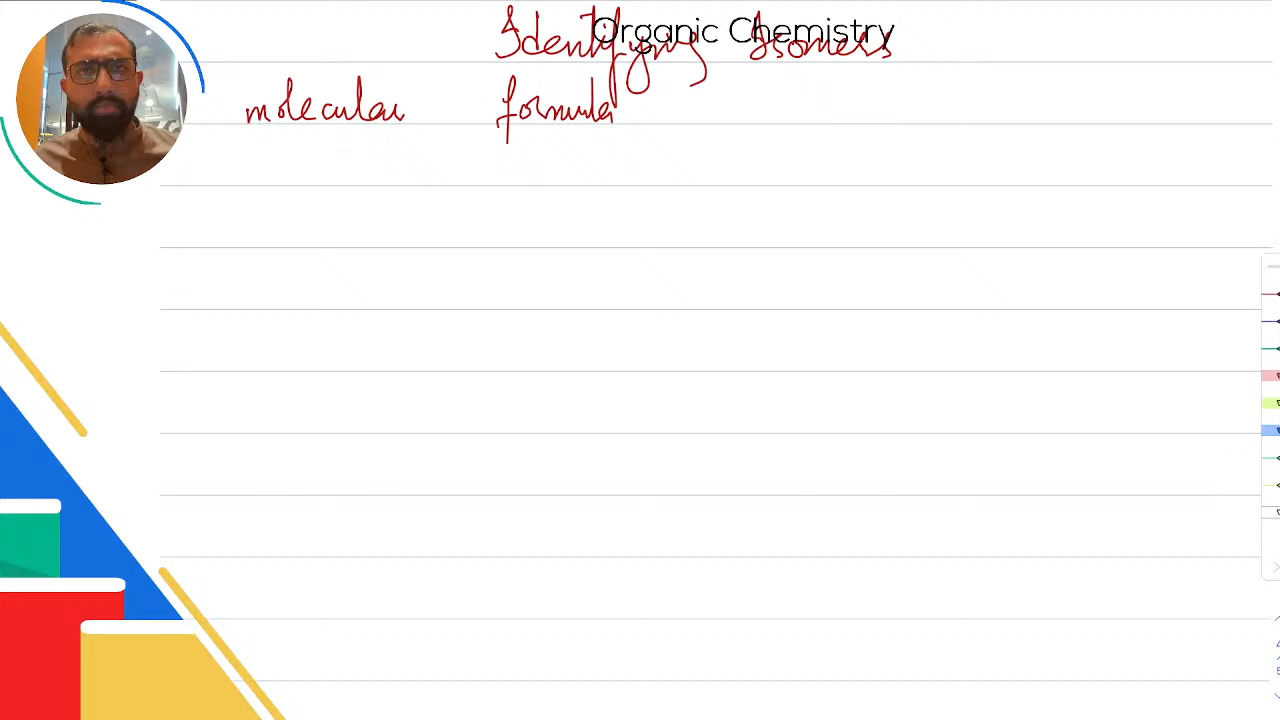 Organic Chemistry
Identifying Isomers
molecular formula